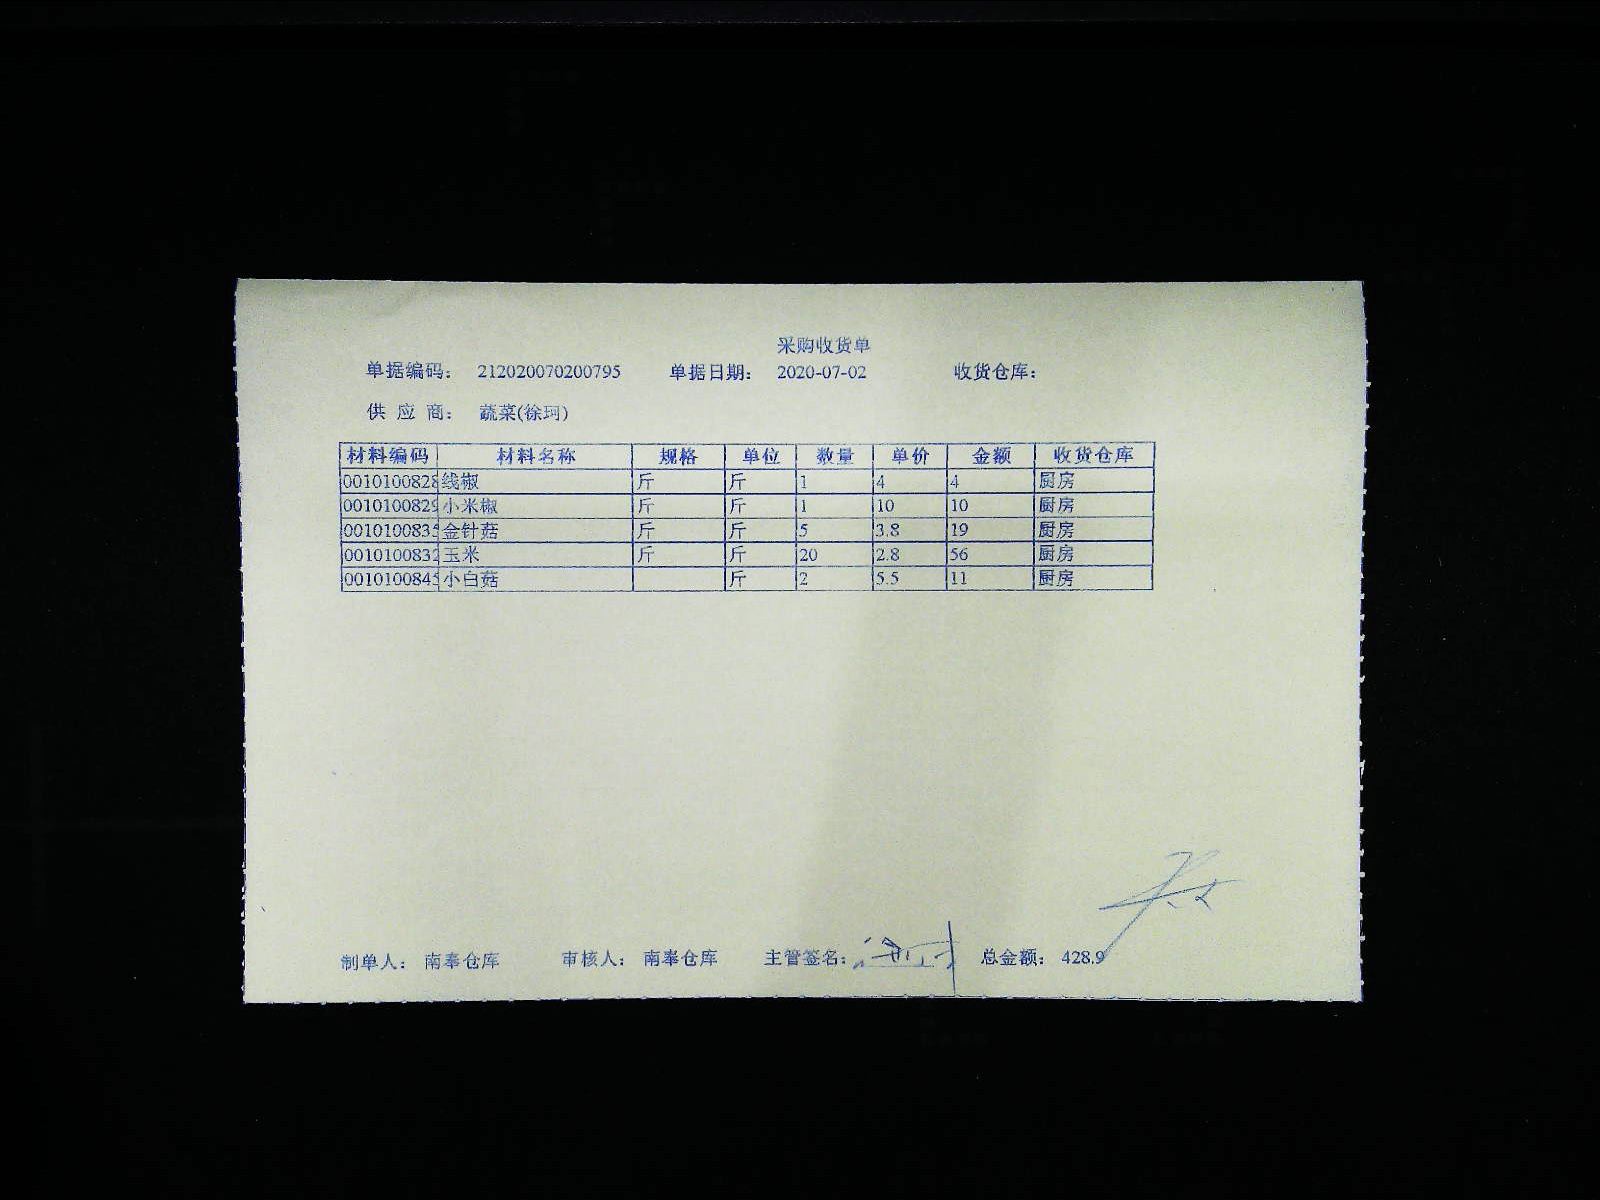 采购收货单
单据编码： 212020070200795 单据日期： 2020-07-02 收货仓库：
供 应 商： 蔬菜(徐珂)
材料编码 材料名称 规格 单位 数量 单价 金额 收货仓库
0010100828 线椒 斤 斤 1 4 4 厨房
0010100829 小米椒 斤 斤 1 10 10 厨房
0010100835 金针菇 斤 斤 5 3.8 19 厨房
0010100832 玉米 斤 斤 20 2.8 56 厨房
0010100845 小白菇 斤 2 5.5 11 厨房
制单人： 南奉仓库 审核人： 南奉仓库 主管签名： 总金额： 428.9